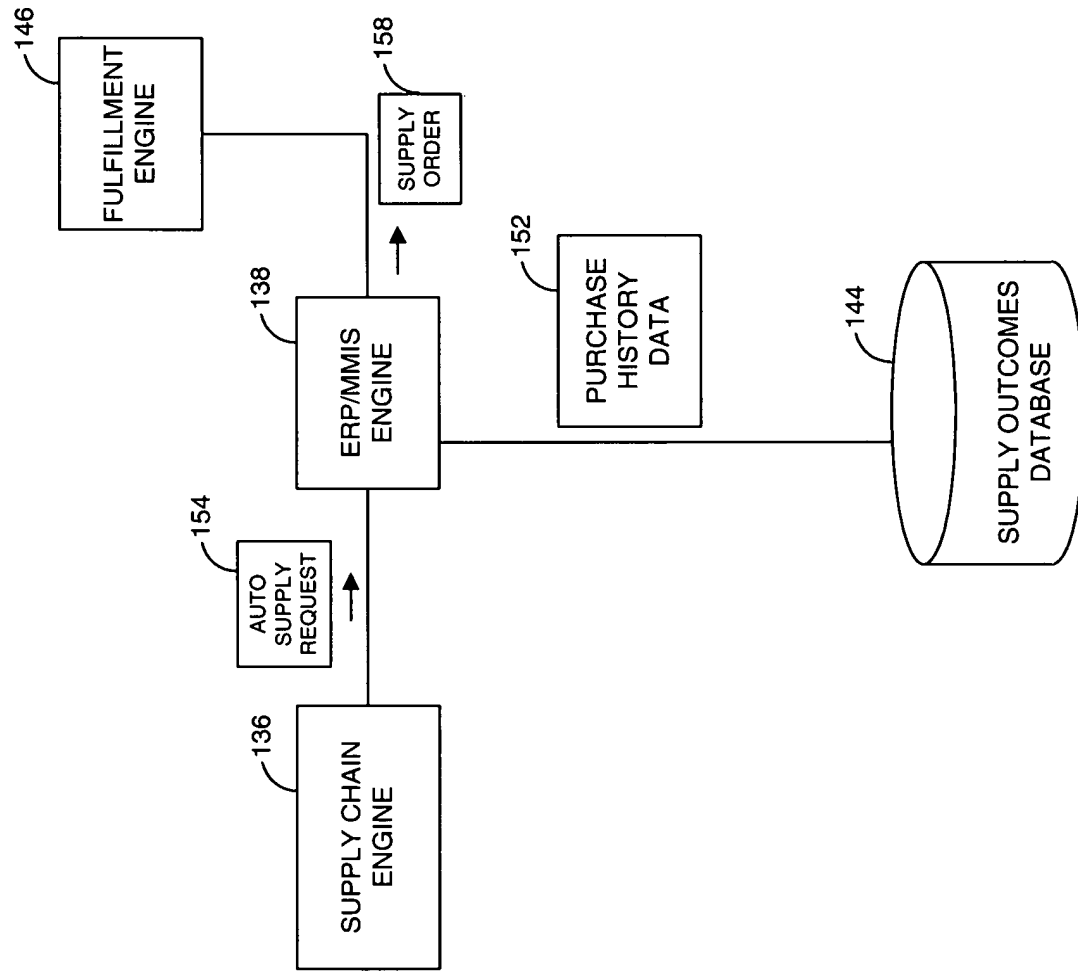 136
SUPPLY CHAIN
ENGINE
154
AUTO
SUPPLY
REQUEST
138
ERP/MMIS
ENGINE
146
FULFILLMENT
ENGINE
158
SUPPLY
ORDER
152
PURCHASE
HISTORY
DATA
144
SUPPLY OUTCOMES
DATABASE